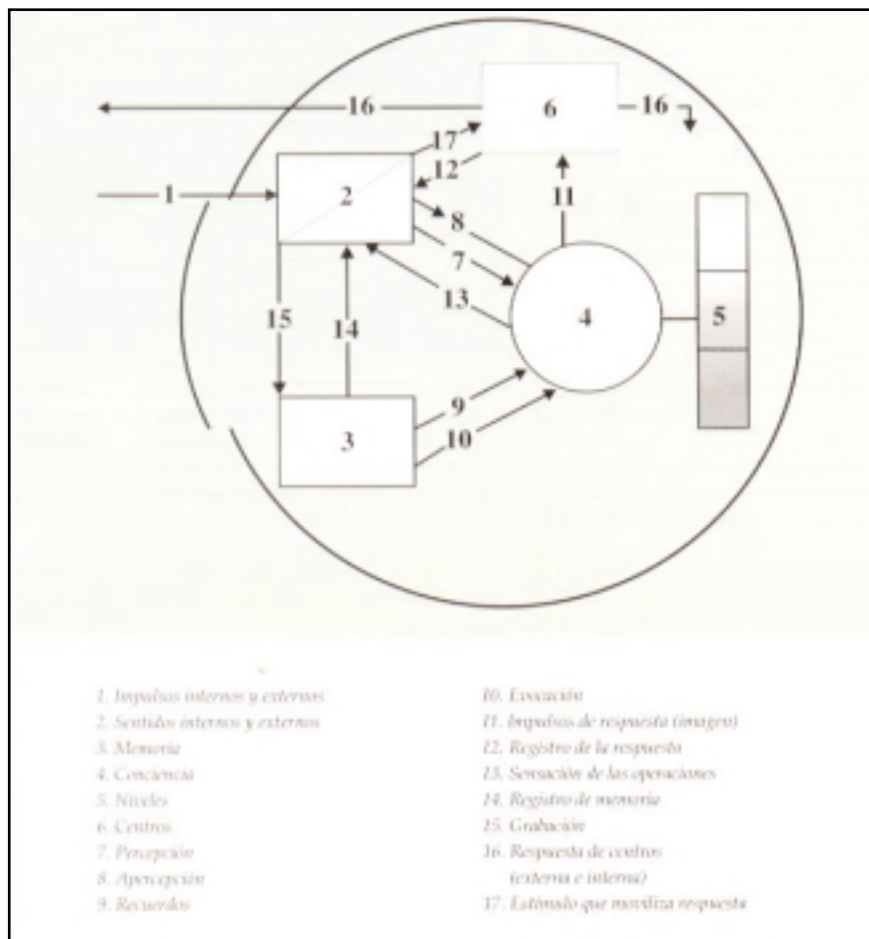 16
6
16
17
12
1
2
8
11
7
13
15
14
4
5
9
3
10
1. Impulsos internos y externos
2. Sentidos internos y externos
3. Memoria
4. Conciencia
5. Niveles
6. Centros
7. Percepción
8. Apercepción
9. Recuerdos
10. Evocación
11. Impulsos de respuesta (imagen)
12. Registro de la respuesta
13. Sensación de las operaciones
14. Registro de memoria
15. Grabación
16. Respuesta de centros
(externa e interna)
17. Estímulo que moviliza respuesta